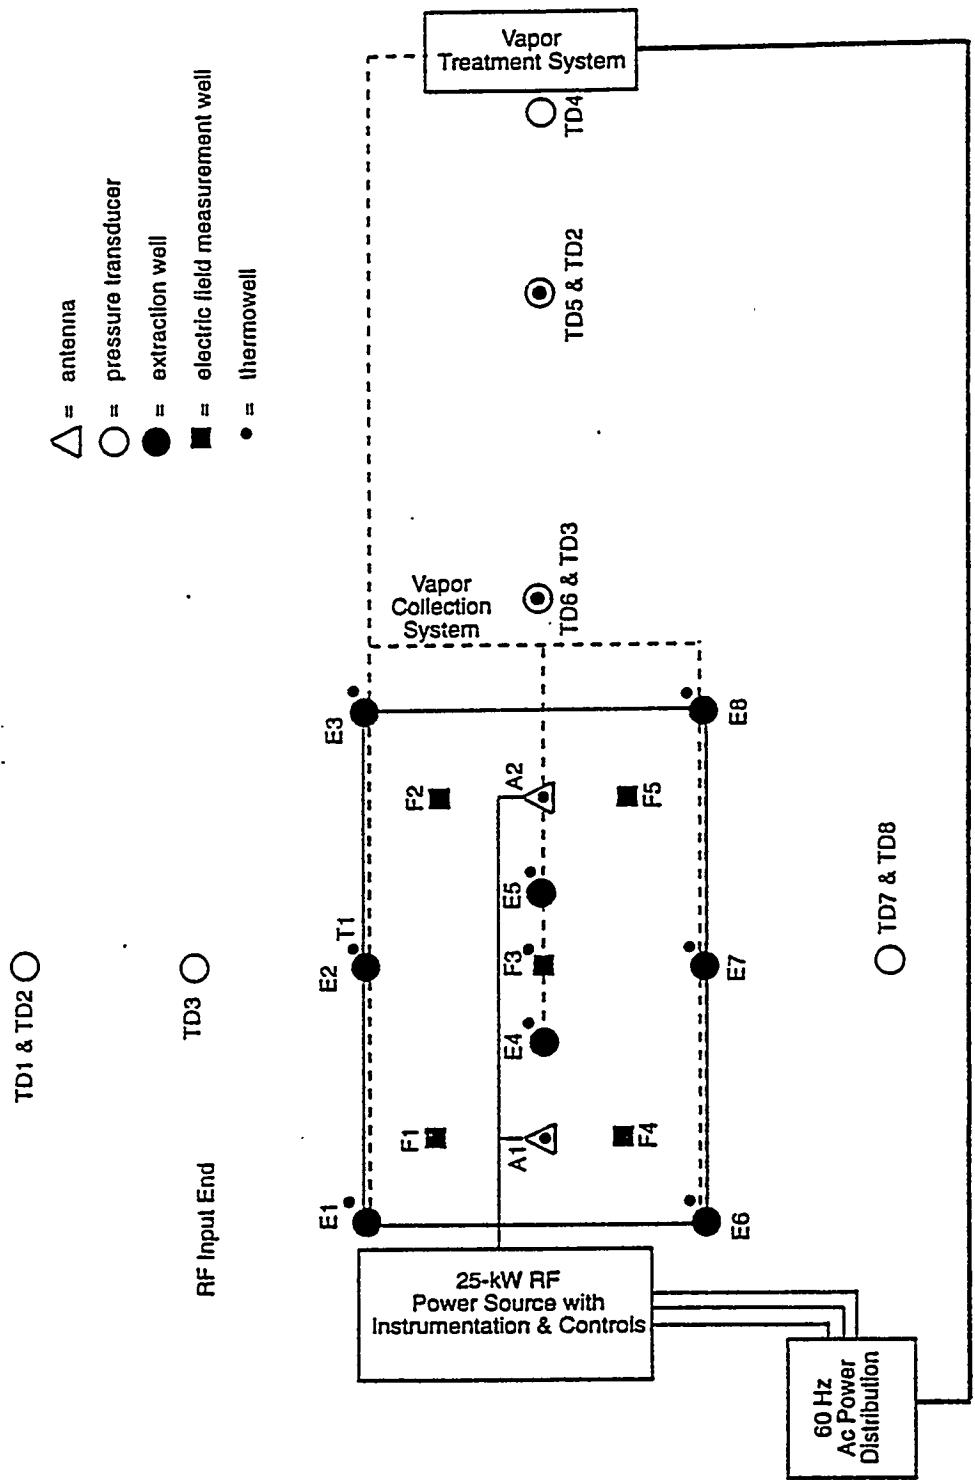 Vapor
Treatment System
△ = antenna
○ = pressure transducer
● = extraction well
■ = electric field measurement well
• = thermowell
TD4
TD5 & TD2
TD6 & TD3
Vapor
Collection
System
E3
E8
F2
A2
F5
E5
T1
E2
F3
E7
TD1 & TD2
TD3
TD7 & TD8
E4
F1
A1
F4
E1
E6
RF Input End
25-kW RF
Power Source with
Instrumentation & Controls
60 Hz
Ac Power
Distribution